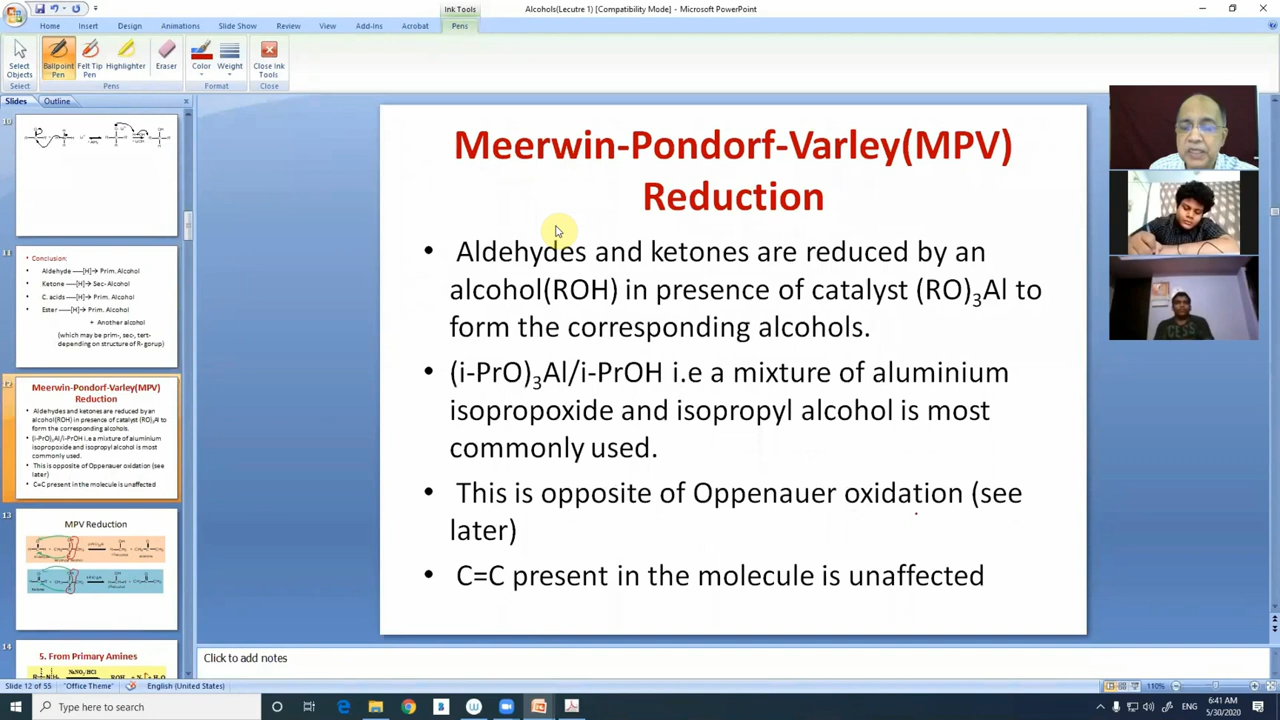 Ink Tools
Alcohols(Lecutre 1) [Compatibility Mode] - Microsoft PowerPoint
Home Insert Design Animations Slide Show Review View Add-Ins Acrobat Pens
Select Objects
Ballpoint Pen
Felt Tip Pen
Highlighter
Eraser
Color
Weight
Close Ink Tools
Select Pens Format Close
Slides Outline
10
11
Conclusion:
Aldehyde —[H]→ Prim. Alcohol
Ketone —[H]→ Sec- Alcohol
C. acids —[H]→ Prim. Alcohol
Ester —[H]→ Prim. Alcohol
+ Another alcohol
(which may be prim-, sec-, tert-
depending on structure of R- gorup)
12
Meerwin-Pondorf-Varley(MPV)
Reduction
Aldehydes and ketones are reduced by an
alcohol(ROH) in presence of catalyst (RO)₃Al to
form the corresponding alcohols.
(i-PrO)₃Al/i-PrOH i.e a mixture of aluminium
isopropoxide and isopropyl alcohol is most
commonly used.
This is opposite of Oppenauer oxidation (see
later)
C=C present in the molecule is unaffected
13
MPV Reduction
14
5. From Primary Amines
NaNO₂/HCl
Meerwin-Pondorf-Varley(MPV)
Reduction
• Aldehydes and ketones are reduced by an
alcohol(ROH) in presence of catalyst (RO)₃Al to
form the corresponding alcohols.
• (i-PrO)₃Al/i-PrOH i.e a mixture of aluminium
isopropoxide and isopropyl alcohol is most
commonly used.
• This is opposite of Oppenauer oxidation (see
later)
• C=C present in the molecule is unaffected
Click to add notes
Slide 12 of 55 "Office Theme" English (United States) 110%
Type here to search
6:41 AM
5/30/2020